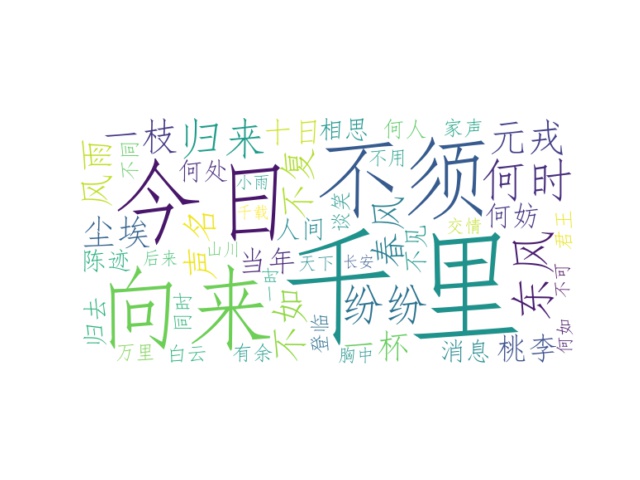 一枝
归来
十日
相思
何人
家声
元戎
风雨
不同
何处
今日
小雨
千载
不复
不用
不须
何时
尘埃
声名
人间
谈笑
春风
不见
交情
何妨
君王
东风
陈迹
后来
山川
当年
天下
长安
不可
归去
向来
不如
千里
纷纷
万里
白云
有余
登临
胸中
一杯
消息
桃李
何如